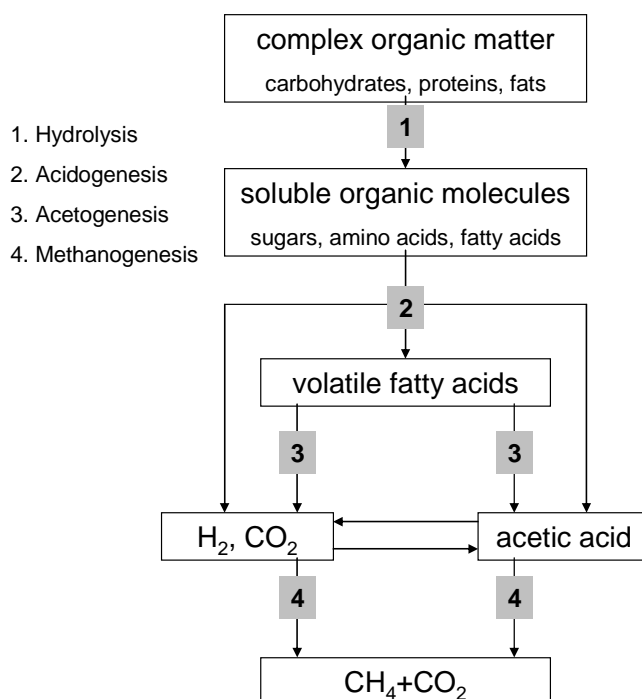 complex organic matter
carbohydrates, proteins, fats
1
1. Hydrolysis
2. Acidogenesis
3. Acetogenesis
4. Methanogenesis
soluble organic molecules
sugars, amino acids, fatty acids
2
volatile fatty acids
3 3
H₂, CO₂ acetic acid
4 4
CH₄+CO₂